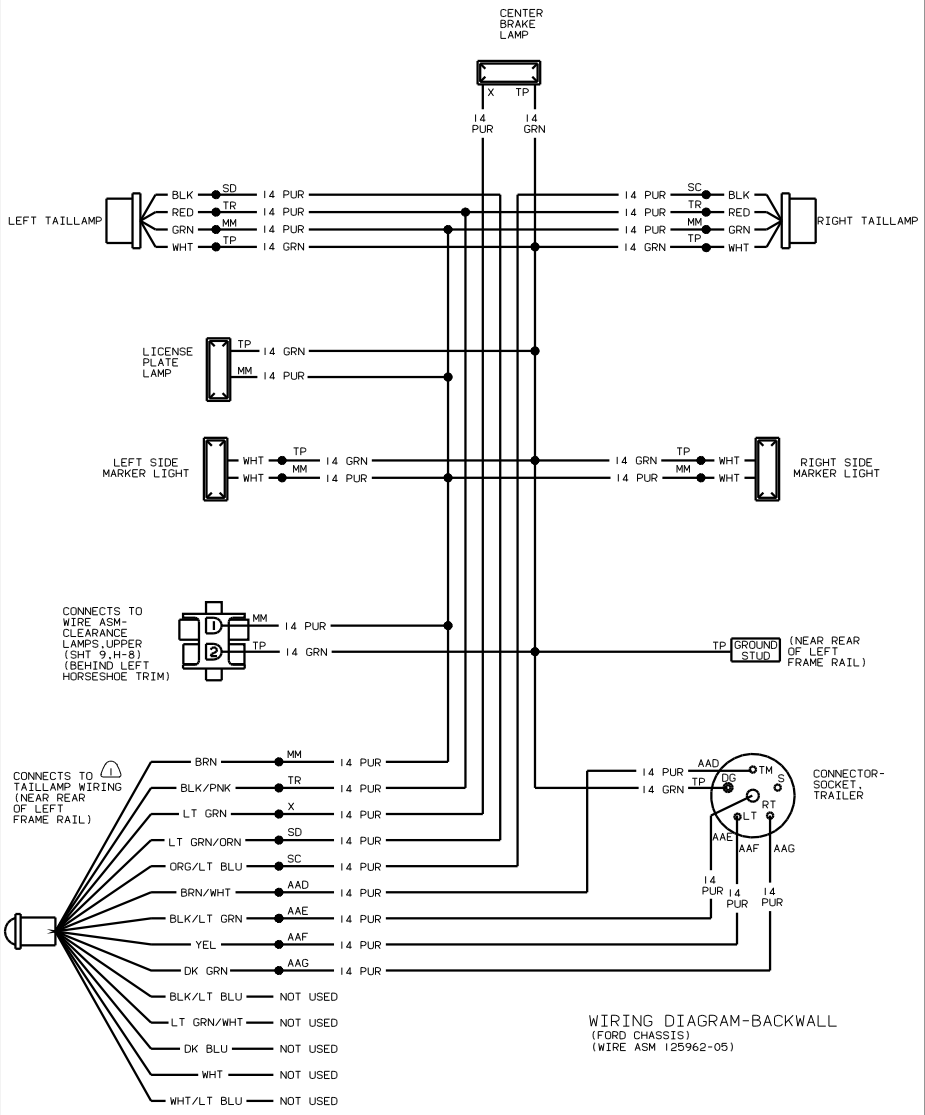 CENTER
BRAKE
LAMP
X TP
14 PUR 14 GRN
LEFT TAILLAMP
BLK SD 14 PUR 14 PUR SC BLK
RED TR 14 PUR 14 PUR TR RED
GRN MM 14 PUR 14 PUR MM GRN
WHT TP 14 GRN 14 GRN TP WHT
RIGHT TAILLAMP
LICENSE
PLATE
LAMP
TP 14 GRN
MM 14 PUR
LEFT SIDE
MARKER LIGHT
WHT TP 14 GRN 14 GRN TP WHT
WHT MM 14 PUR 14 PUR MM WHT
RIGHT SIDE
MARKER LIGHT
CONNECTS TO
WIRE ASM-
CLEARANCE
LAMPS,UPPER
(SHT 9,H-8)
(BEHIND LEFT
HORSESHOE TRIM)
1 MM 14 PUR
2 TP 14 GRN
TP GROUND
STUD
(NEAR REAR
OF LEFT
FRAME RAIL)
CONNECTS TO 1
TAILLAMP WIRING
(NEAR REAR
OF LEFT
FRAME RAIL)
BRN MM 14 PUR
BLK/PNK TR 14 PUR
LT GRN X 14 PUR
LT GRN/ORN SD 14 PUR
ORG/LT BLU SC 14 PUR
BRN/WHT AAD 14 PUR
BLK/LT GRN AAE 14 PUR
YEL AAF 14 PUR
DK GRN AAG 14 PUR
BLK/LT BLU NOT USED
LT GRN/WHT NOT USED
DK BLU NOT USED
WHT NOT USED
WHT/LT BLU NOT USED
14 PUR AAD TM
14 GRN TP DG S
RT
LT
AAE AAF AAG
14 PUR 14 PUR 14 PUR
CONNECTOR-
SOCKET,
TRAILER
WIRING DIAGRAM-BACKWALL
(FORD CHASSIS)
(WIRE ASM 125962-05)